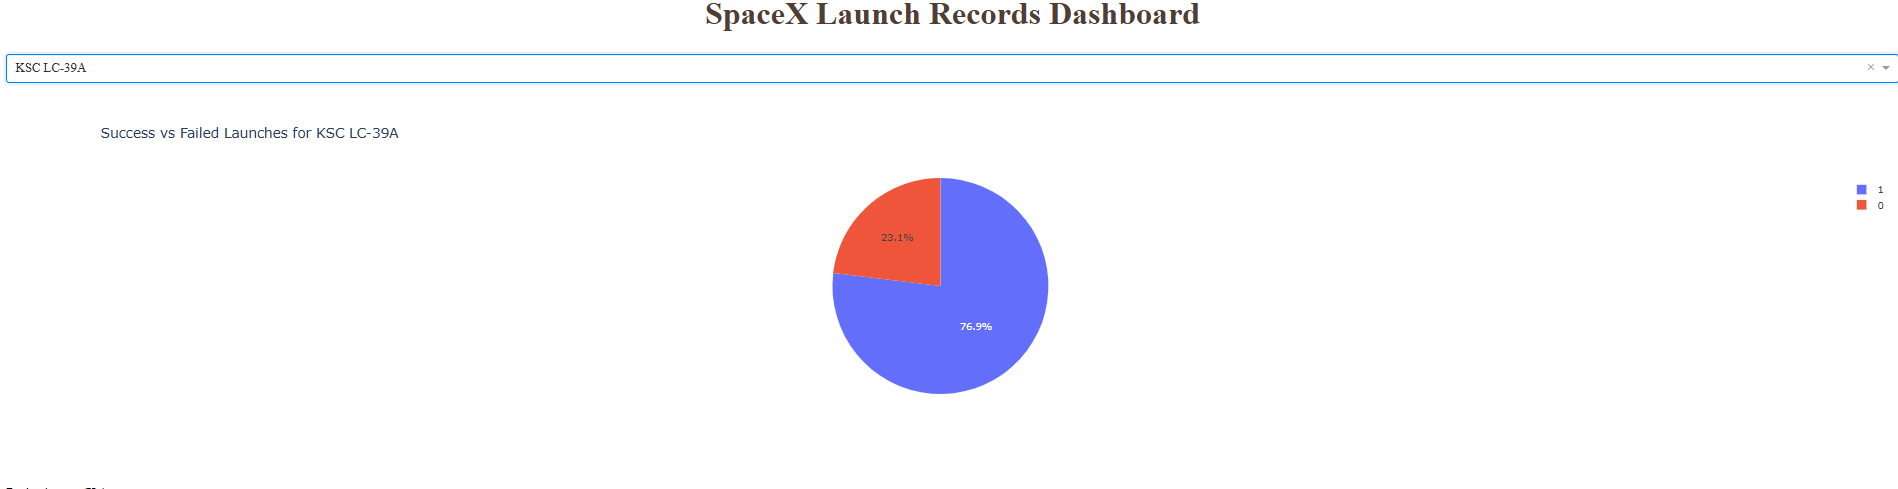 SpaceX Launch Records Dashboard
KSC LC-39A
×
Success vs Failed Launches for KSC LC-39A
1
0
23.1%
76.9%